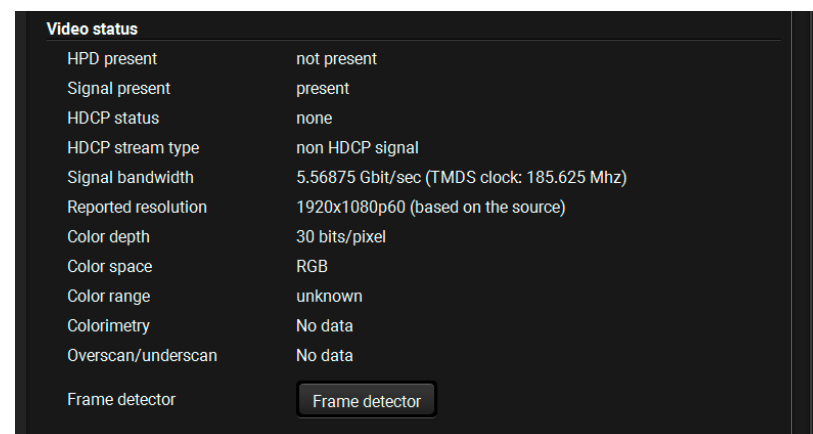 Video status
HPD present not present
Signal present present
HDCP status none
HDCP stream type non HDCP signal
Signal bandwidth 5.56875 Gbit/sec (TMDS clock: 185.625 Mhz)
Reported resolution 1920x1080p60 (based on the source)
Color depth 30 bits/pixel
Color space RGB
Color range unknown
Colorimetry No data
Overscan/underscan No data
Frame detector Frame detector